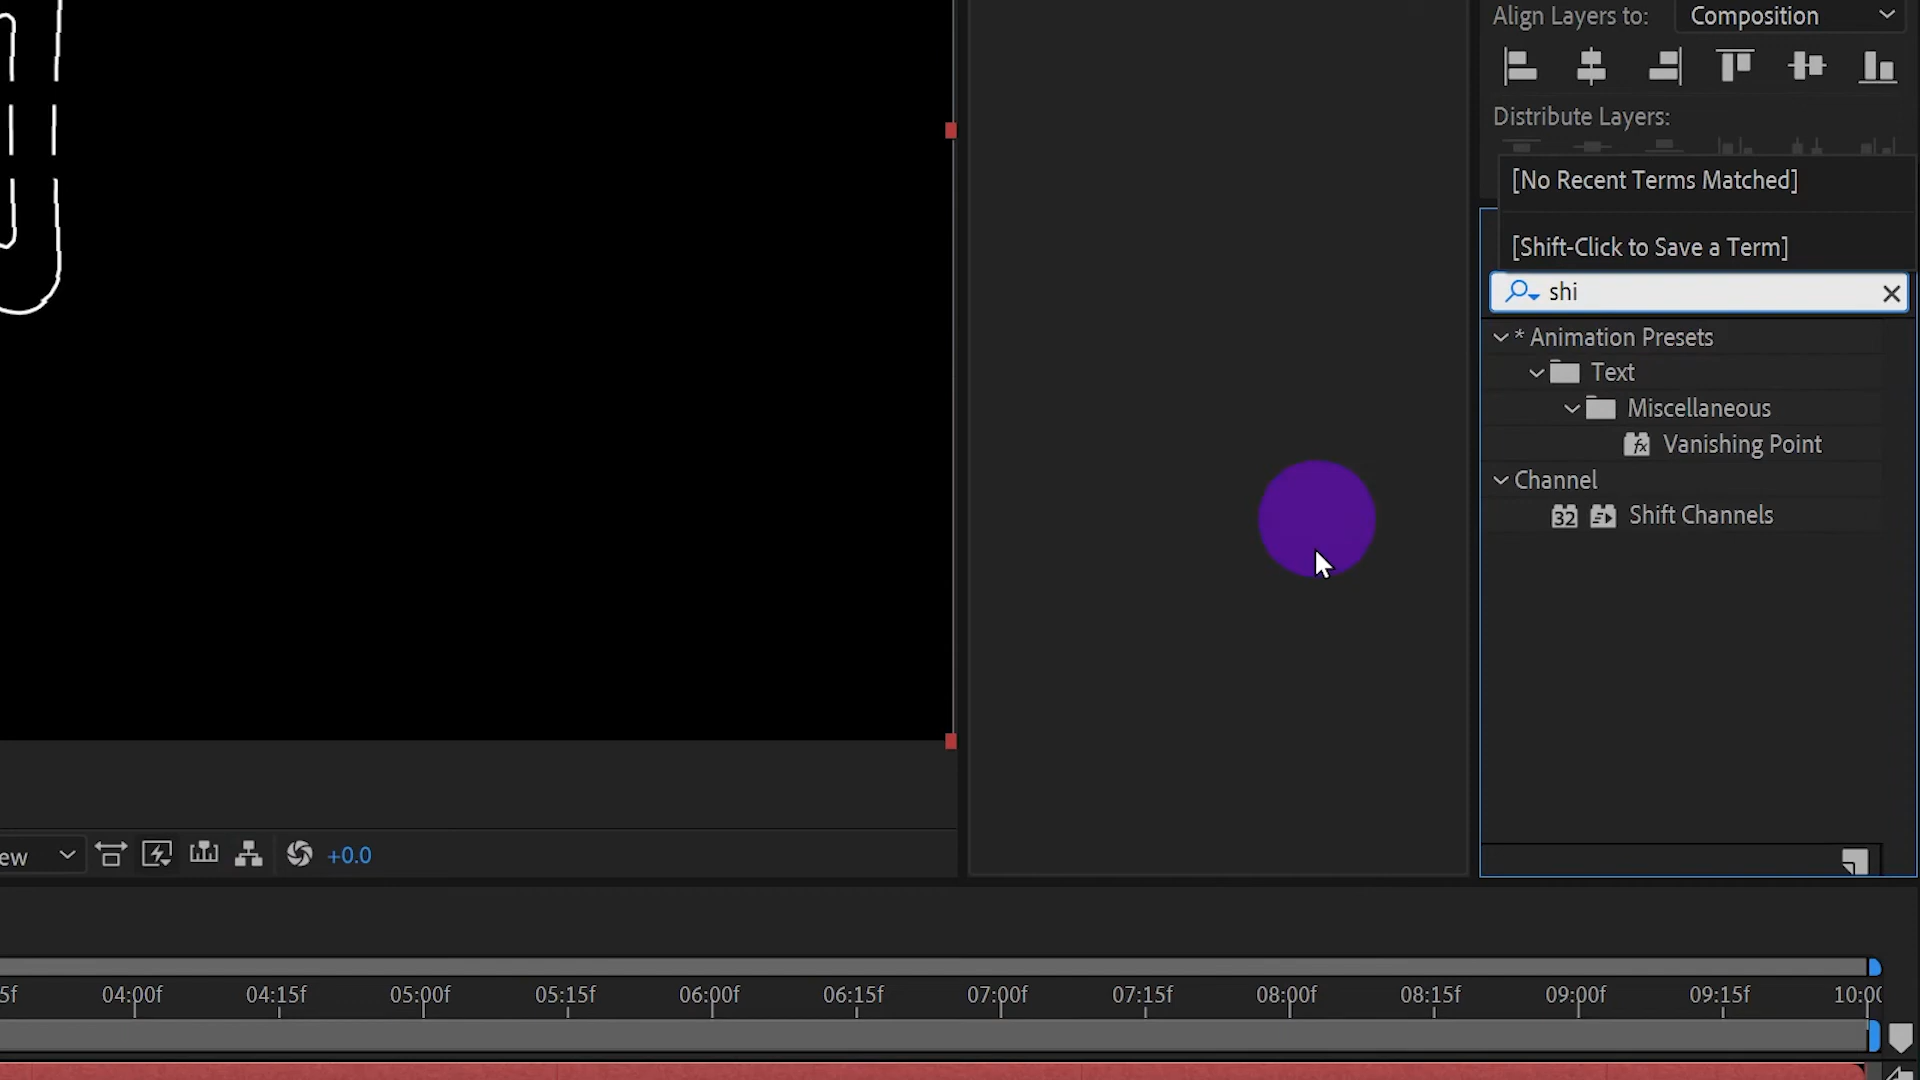 Align Layers to: Composition
Distribute Layers:
[No Recent Terms Matched]
[Shift-Click to Save a Term]
shi
* Animation Presets
Text
Miscellaneous
fx Vanishing Point
Channel
32 Shift Channels
ew
+0.0
5f 04:00f 04:15f 05:00f 05:15f 06:00f 06:15f 07:00f 07:15f 08:00f 08:15f 09:00f 09:15f 10:00